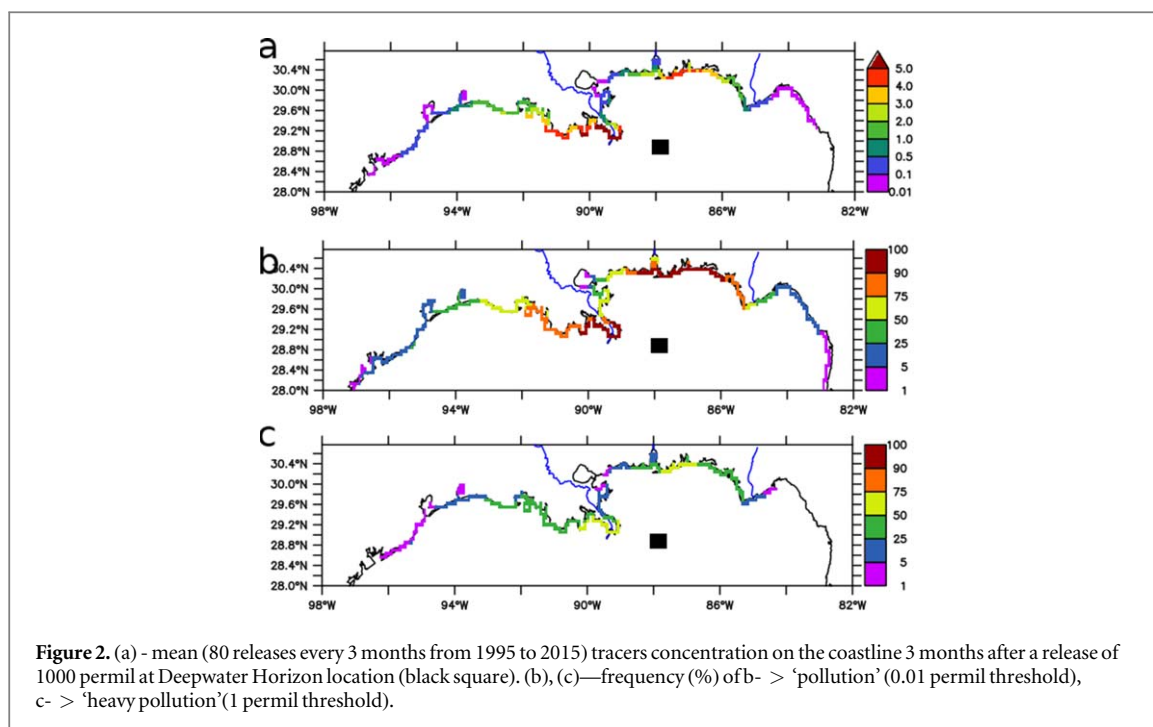 a
30.4°N
30.0°N
29.6°N
29.2°N
28.8°N
28.4°N
28.0°N
98°W 94°W 90°W 86°W 82°W
5.0
4.0
3.0
2.0
1.0
0.5
0.1
0.01
b
30.4°N
30.0°N
29.6°N
29.2°N
28.8°N
28.4°N
28.0°N
98°W 94°W 90°W 86°W 82°W
100
90
75
50
25
5
1
c
30.4°N
30.0°N
29.6°N
29.2°N
28.8°N
28.4°N
28.0°N
98°W 94°W 90°W 86°W 82°W
100
90
75
50
25
5
1
Figure 2. (a) - mean (80 releases every 3 months from 1995 to 2015) tracers concentration on the coastline 3 months after a release of
1000 permil at Deepwater Horizon location (black square). (b), (c)—frequency (%) of b- > ‘pollution’ (0.01 permil threshold),
c- > ‘heavy pollution’(1 permil threshold).